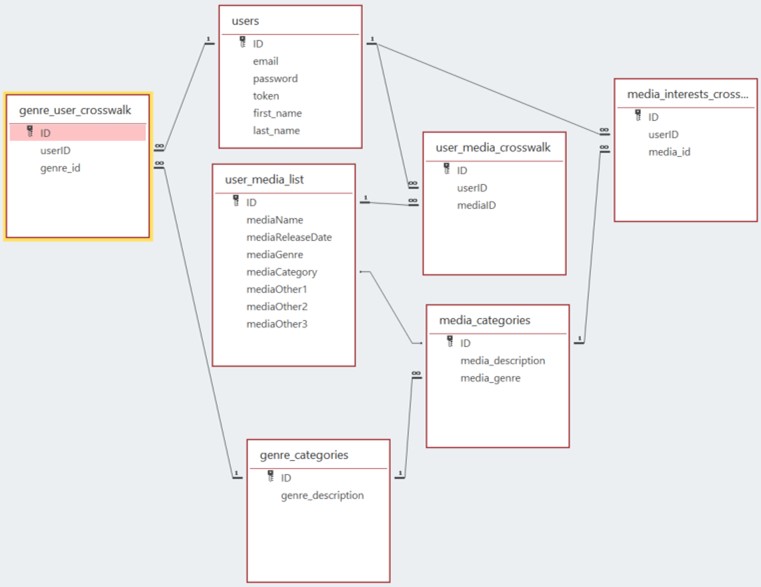 users
ID
email
password
token
first_name
last_name
genre_user_crosswalk
ID
userID
genre_id
media_interests_cross...
ID
userID
media_id
user_media_crosswalk
ID
userID
mediaID
user_media_list
ID
mediaName
mediaReleaseDate
mediaGenre
mediaCategory
mediaOther1
mediaOther2
mediaOther3
media_categories
ID
media_description
media_genre
genre_categories
ID
genre_description
1
1
∞
∞
∞
∞
∞
1
∞
1
∞
1
1